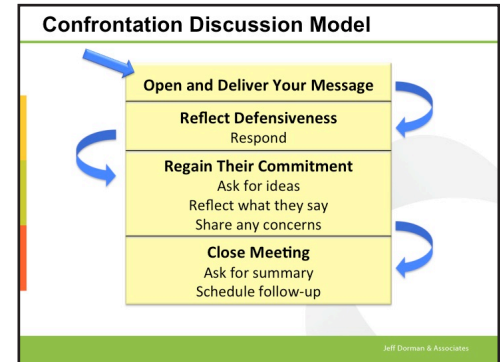 Confrontation Discussion Model
Open and Deliver Your Message
Reflect Defensiveness
Respond
Regain Their Commitment
Ask for ideas
Reflect what they say
Share any concerns
Close Meeting
Ask for summary
Schedule follow-up
Jeff Dorman & Associates